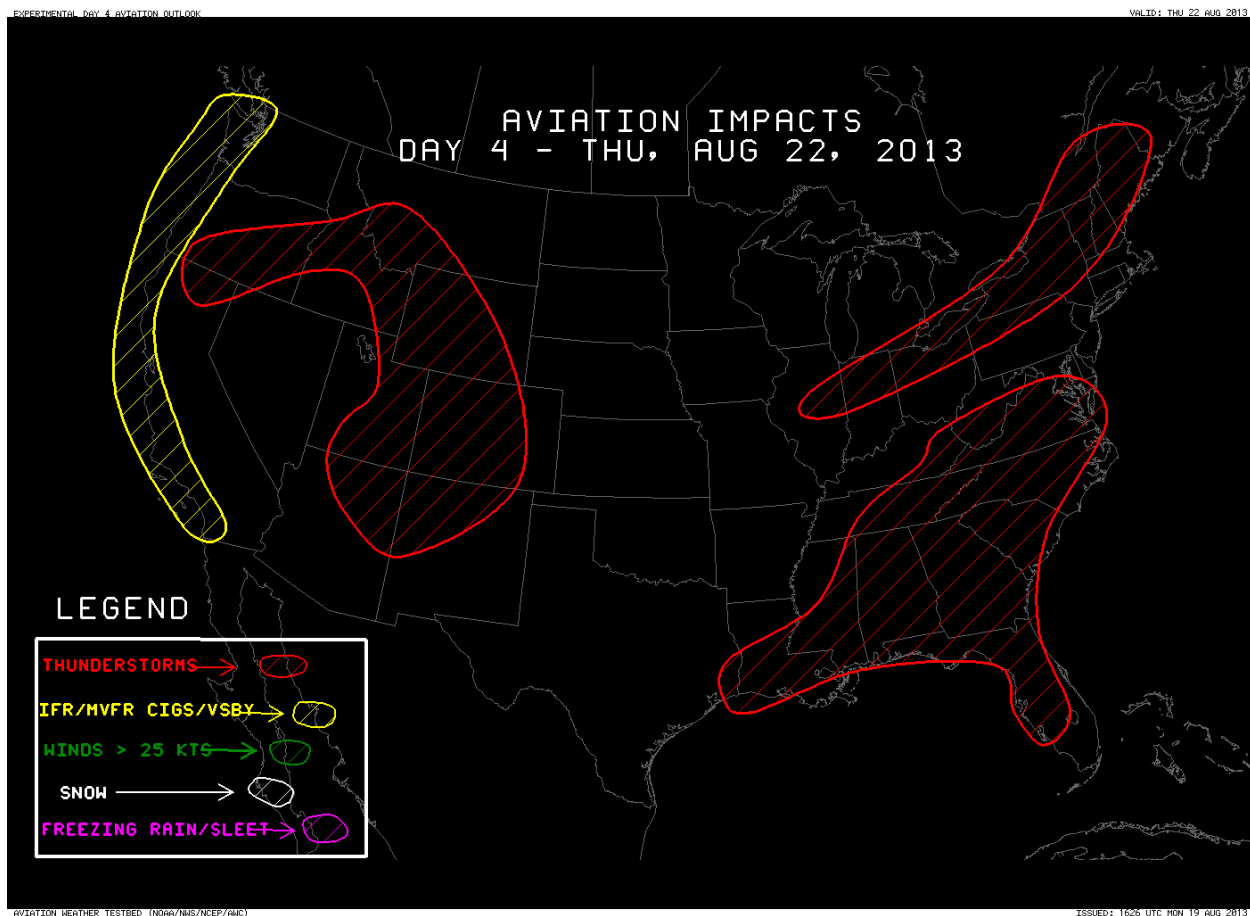 EXPERIMENTAL DAY 4 AVIATION OUTLOOK
VALID: THU 22 AUG 2013
AVIATION IMPACTS
DAY 4 - THU, AUG 22, 2013
LEGEND
THUNDERSTORMS
IFR/MVFR CIGS/VSBY
WINDS > 25 KTS
SNOW
FREEZING RAIN/SLEET
AVIATION WEATHER TESTBED (NOAA/NWS/NCEP/AWC)
ISSUED: 1626 UTC MON 19 AUG 2013